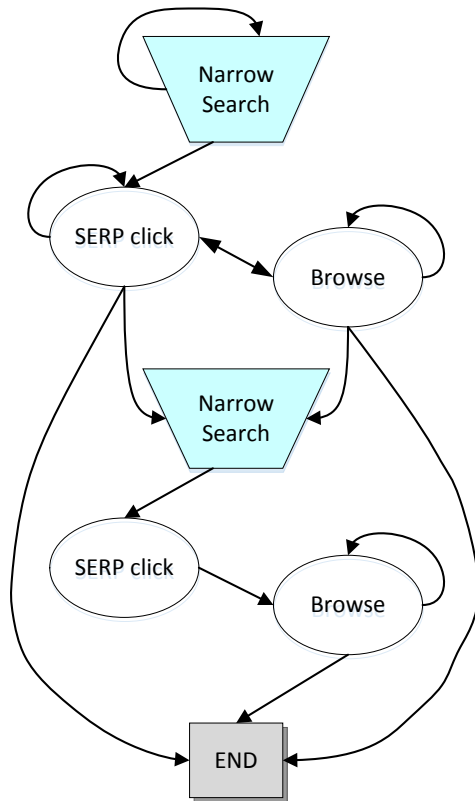 Narrow
Search
SERP click
Browse
Narrow
Search
SERP click
Browse
END